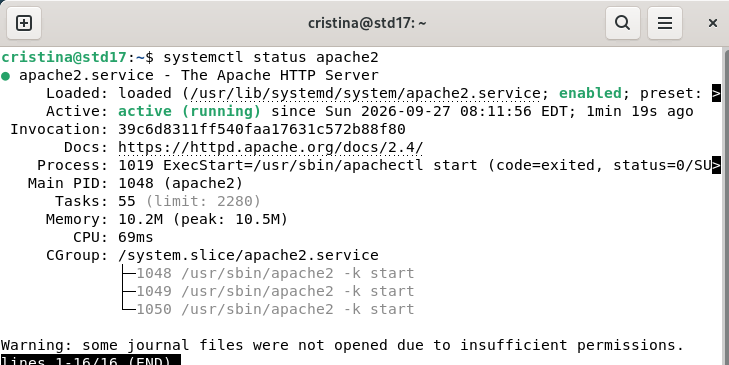 cristina@std17: ~
cristina@std17:~$ systemctl status apache2
● apache2.service - The Apache HTTP Server
     Loaded: loaded (/usr/lib/systemd/system/apache2.service; enabled; preset: >
     Active: active (running) since Sun 2026-09-27 08:11:56 EDT; 1min 19s ago
 Invocation: 39c6d8311ff540faa17631c572b88f80
       Docs: https://httpd.apache.org/docs/2.4/
    Process: 1019 ExecStart=/usr/sbin/apachectl start (code=exited, status=0/SU>
   Main PID: 1048 (apache2)
      Tasks: 55 (limit: 2280)
     Memory: 10.2M (peak: 10.5M)
        CPU: 69ms
     CGroup: /system.slice/apache2.service
             ├─1048 /usr/sbin/apache2 -k start
             ├─1049 /usr/sbin/apache2 -k start
             └─1050 /usr/sbin/apache2 -k start
Warning: some journal files were not opened due to insufficient permissions.
lines 1-16/16 (END)